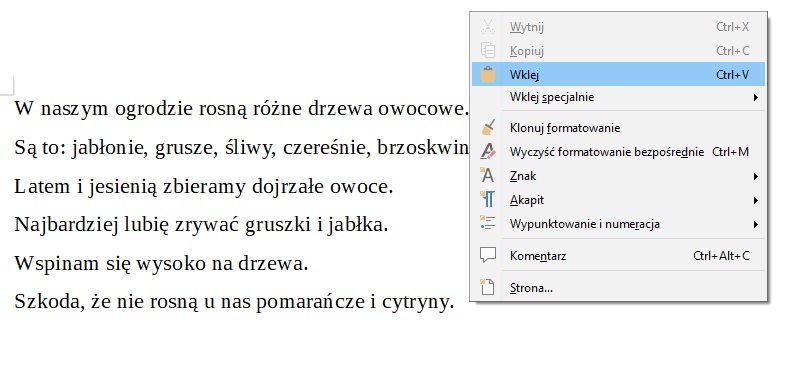 W naszym ogrodzie rosną różne drzewa owocowe.
Są to: jabłonie, grusze, śliwy, czereśnie, brzoskwin
Latem i jesienią zbieramy dojrzałe owoce.
Najbardziej lubię zrywać gruszki i jabłka.
Wspinam się wysoko na drzewa.
Szkoda, że nie rosną u nas pomarańcze i cytryny.
Wytnij Ctrl+X
Kopiuj Ctrl+C
Wklej Ctrl+V
Wklej specjalnie
Klonuj formatowanie
Wyczyść formatowanie bezpośrednie Ctrl+M
Znak
Akapit
Wypunktowanie i numeracja
Komentarz Ctrl+Alt+C
Strona...